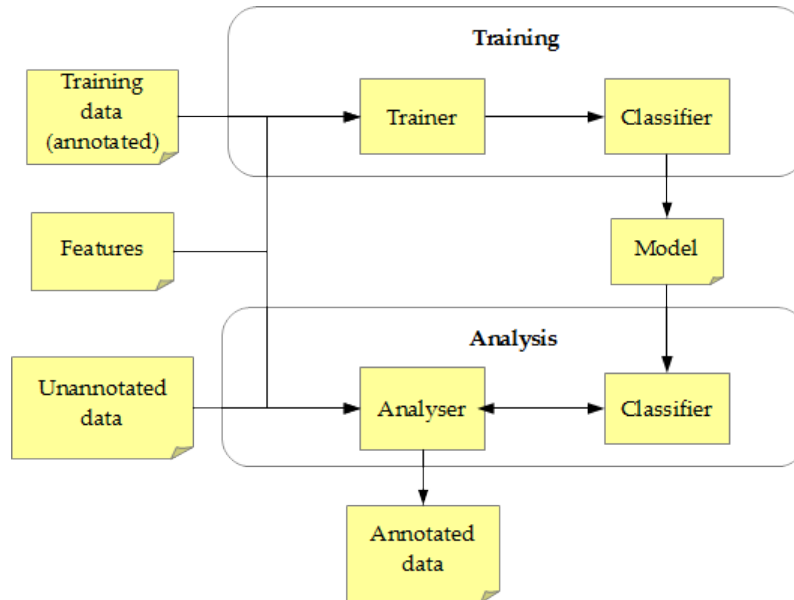 Training
Training
data
(annotated)
Trainer
Classifier
Features
Model
Analysis
Unannotated
data
Analyser
Classifier
Annotated
data